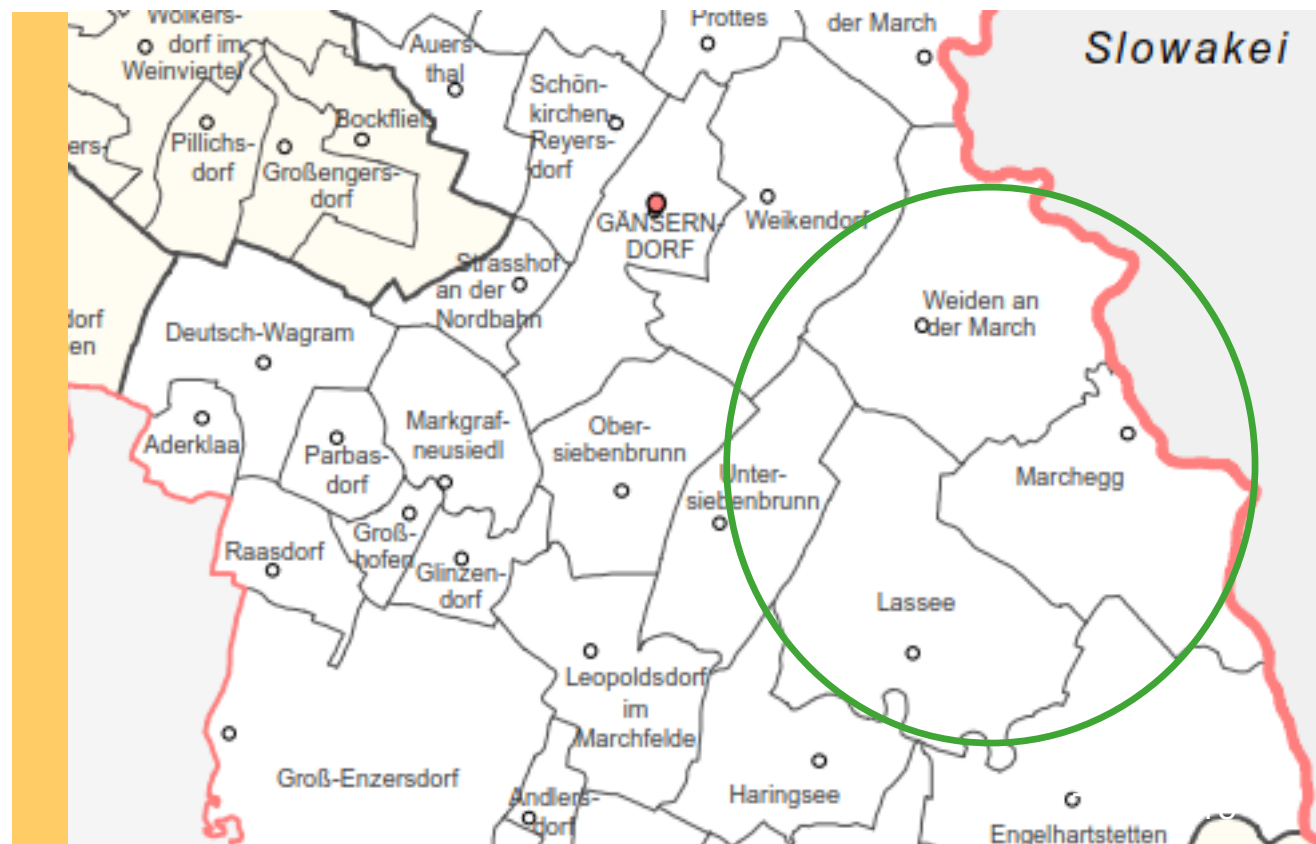 Wolkers-
dorf im
Weinviertel
Auers-
thal
Prottes
der March
Slowakei
Schön-
kirchen-
Reyers-
dorf
Bockfließ
ers-
Pillichs-
dorf
Großengers-
dorf
GÄNSERN-
DORF
Weikendorf
Strasshof
an der
Nordbahn
Weiden an
der March
dorf
en
Deutsch-Wagram
Aderklaa
Parbas-
dorf
Markgraf-
neusiedl
Ober-
siebenbrunn
Unter-
siebenbrunn
Marchegg
Raasdorf
Groß-
hofen
Glinzen-
dorf
Lassee
Leopoldsdorf
im
Marchfelde
Groß-Enzersdorf
Andlers-
dorf
Haringsee
Engelhartstetten